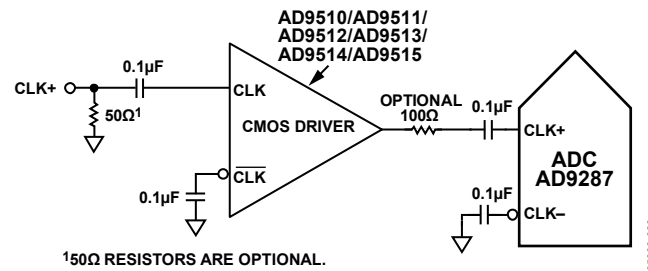 AD9510/AD9511/
AD9512/AD9513/
AD9514/AD9515
CLK+
0.1µF
50Ω¹
CLK
CMOS DRIVER
CLK
0.1µF
OPTIONAL
100Ω
0.1µF
CLK+
ADC
AD9287
0.1µF
CLK–
¹50Ω RESISTORS ARE OPTIONAL.